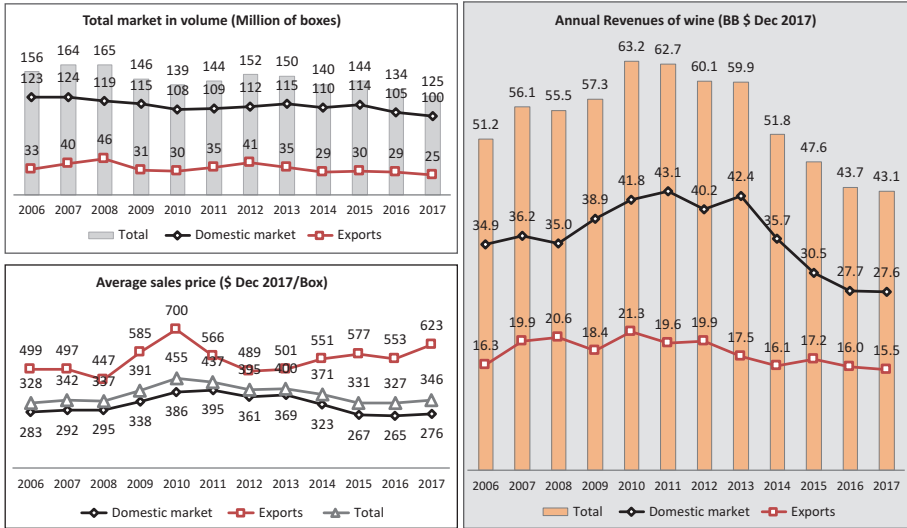 Total market in volume (Million of boxes)
156 164 165 146 139 144 152 150 140 144 134 125
123 124 119 115 108 109 112 115 110 114 105 100
33 40 46 31 30 35 41 35 29 30 29 25
2006 2007 2008 2009 2010 2011 2012 2013 2014 2015 2016 2017
Total Domestic market Exports
Average sales price ($ Dec 2017/Box)
499 497 447 585 700 566 489 501 551 577 553 623
328 342 337 391 455 437 395 400 371 331 327 346
283 292 295 338 386 395 361 369 323 267 265 276
2006 2007 2008 2009 2010 2011 2012 2013 2014 2015 2016 2017
Domestic market Exports Total
Annual Revenues of wine (BB $ Dec 2017)
51.2 56.1 55.5 57.3 63.2 62.7 60.1 59.9 51.8 47.6 43.7 43.1
34.9 36.2 35.0 38.9 41.8 43.1 40.2 42.4 35.7 30.5 27.7 27.6
16.3 19.9 20.6 18.4 21.3 19.6 19.9 17.5 16.1 17.2 16.0 15.5
2006 2007 2008 2009 2010 2011 2012 2013 2014 2015 2016 2017
Total Domestic market Exports